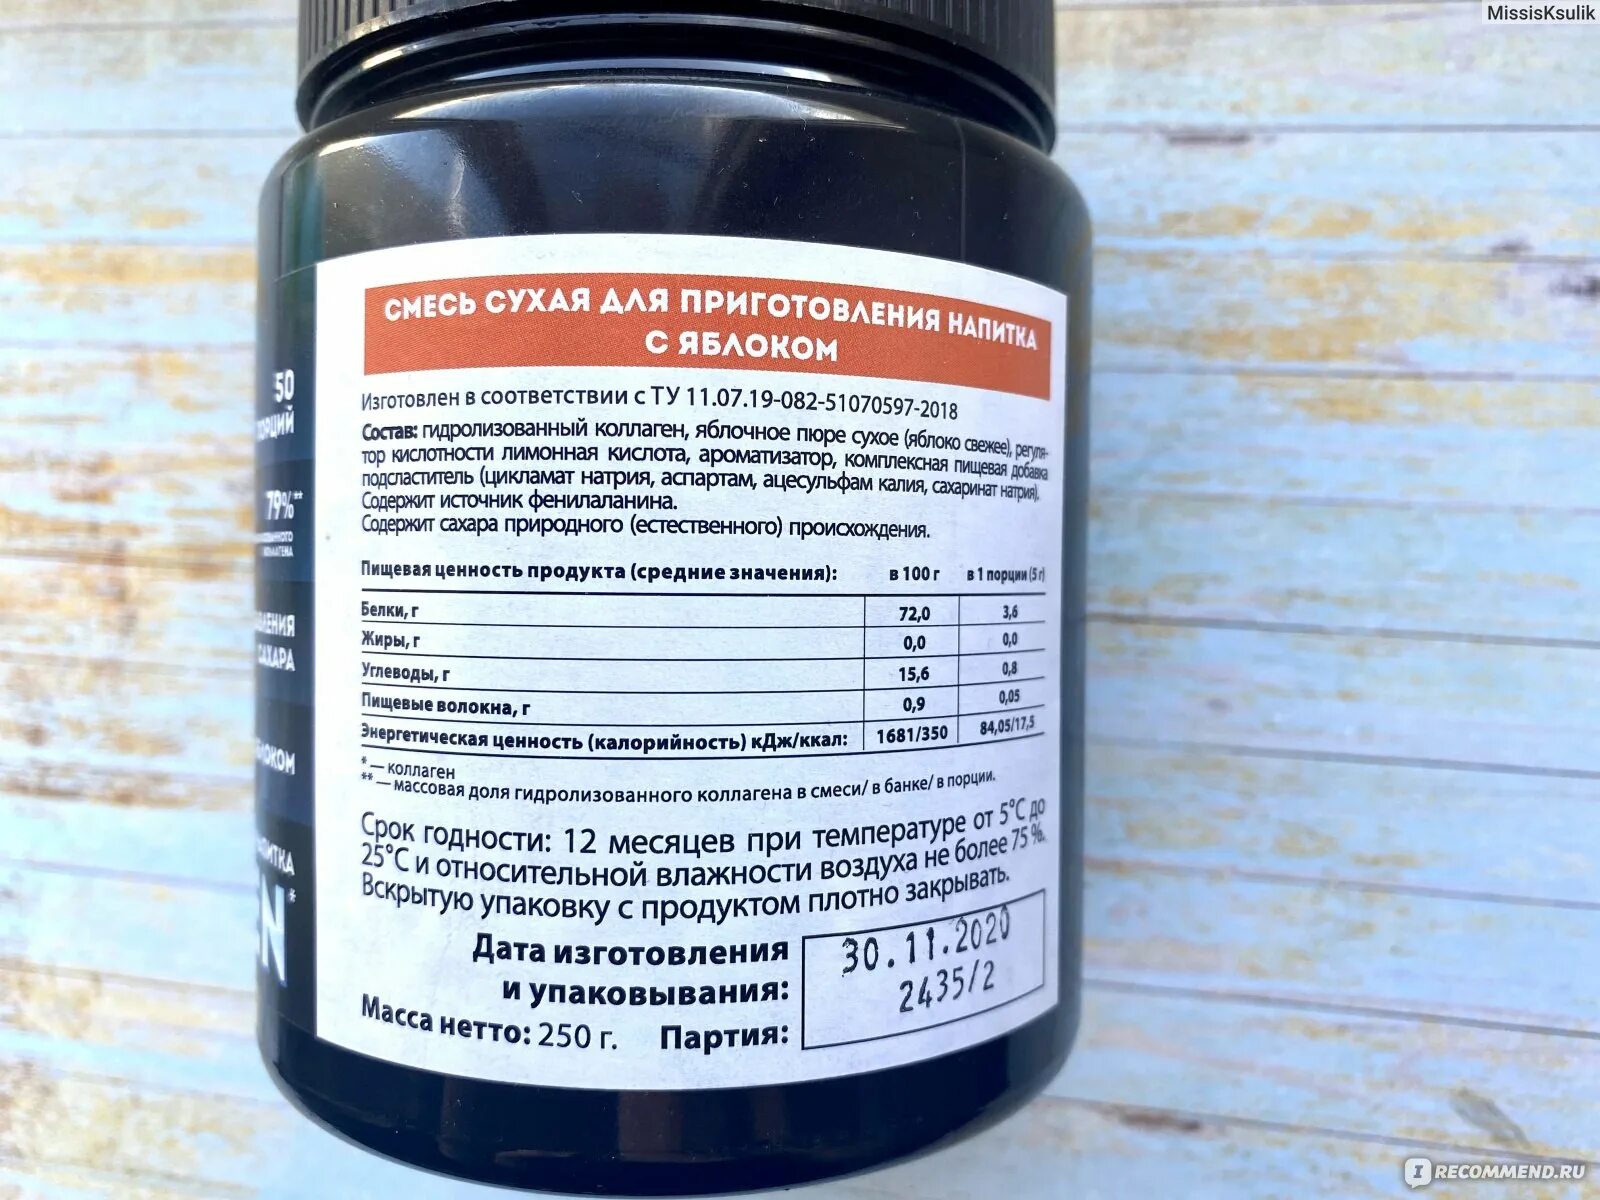 MissisKsulik
СМЕСЬ СУХАЯ ДЛЯ ПРИГОТОВЛЕНИЯ НАПИТКА
С ЯБЛОКОМ
Изготовлен в соответствии с ТУ 11.07.19-082-51070597-2018
Состав: гидролизованный коллаген, яблочное пюре сухое (яблоко свежее), регуля-
тор кислотности лимонная кислота, ароматизатор, комплексная пищевая добавка
подсластитель (цикламат натрия, аспартам, ацесульфам калия, сахаринат натрия).
Содержит источник фенилаланина.
Содержит сахара природного (естественного) происхождения.
Пищевая ценность продукта (средние значения): в 100 г в 1 порции (5 г)
Белки, г 72,0 3,6
Жиры, г 0,0 0,0
Углеводы, г 15,6 0,8
Пищевые волокна, г 0,9 0,05
Энергетическая ценность (калорийность) кДж/ккал: 1681/350 84,05/17,5
* — коллаген
** — массовая доля гидролизованного коллагена в смеси/ в банке/ в порции.
Срок годности: 12 месяцев при температуре от 5°С до
25°С и относительной влажности воздуха не более 75 %.
Вскрытую упаковку с продуктом плотно закрывать.
Дата изготовления 30.11.2020
и упаковывания: 2435/2
Масса нетто: 250 г. Партия:
50
79%**
САХАРА
N*
IRECOMMEND.RU